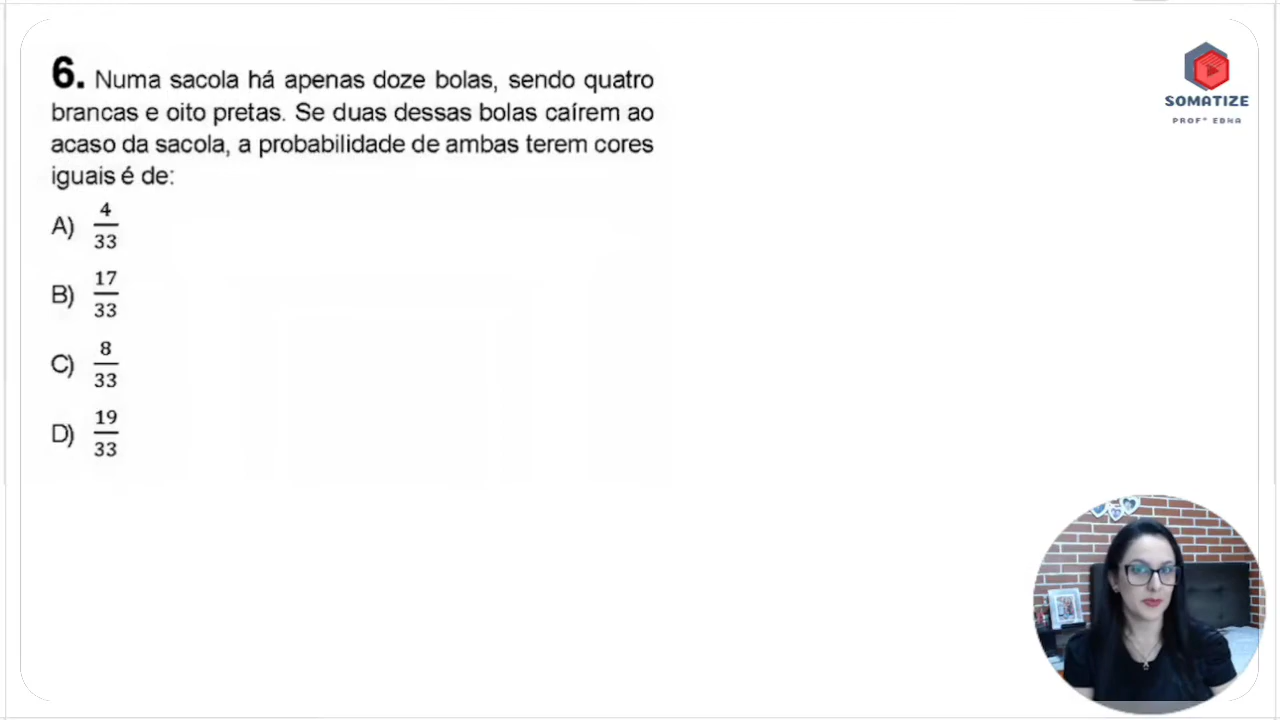 6. Numa sacola há apenas doze bolas, sendo quatro
brancas e oito pretas. Se duas dessas bolas caírem ao
acaso da sacola, a probabilidade de ambas terem cores
iguais é de:
A) 4/33
B) 17/33
C) 8/33
D) 19/33
SOMATIZE
PROFª EDNA